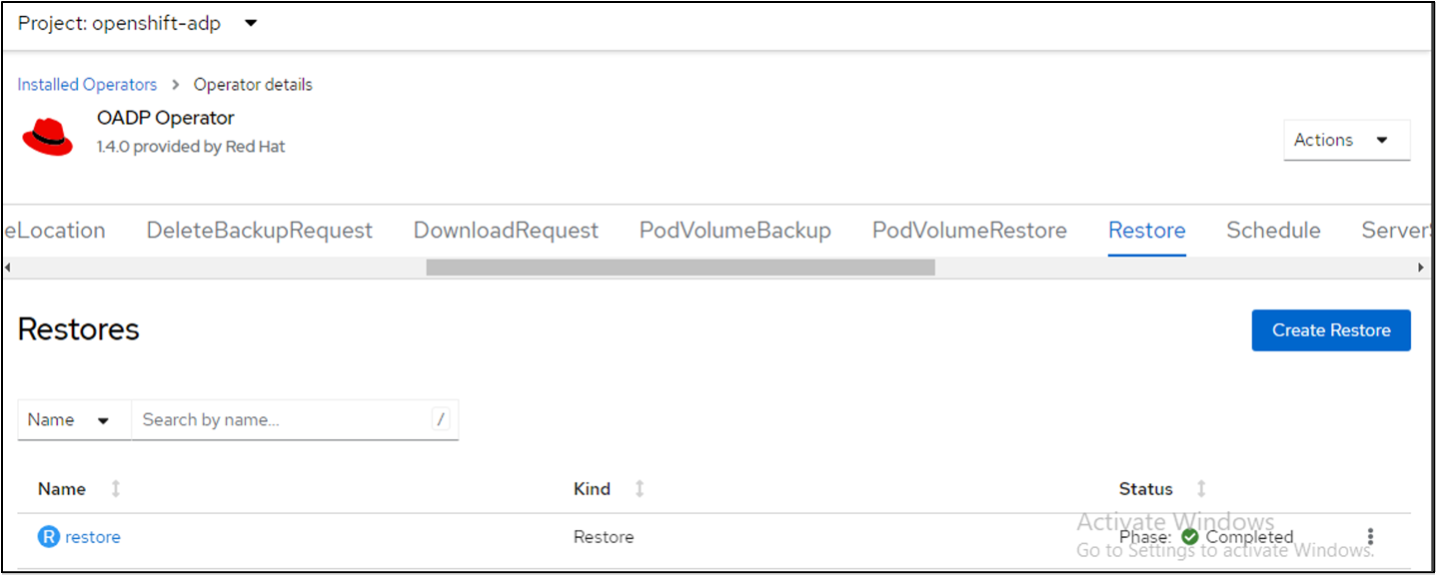 Project: openshift-adp
Installed Operators > Operator details
OADP Operator
1.4.0 provided by Red Hat
Actions
eLocation DeleteBackupRequest DownloadRequest PodVolumeBackup PodVolumeRestore Restore Schedule Server
Restores
Create Restore
Name Search by name... /
Name Kind Status
Activate Windows
R restore Restore Phase: Completed
Go to Settings to activate Windows.